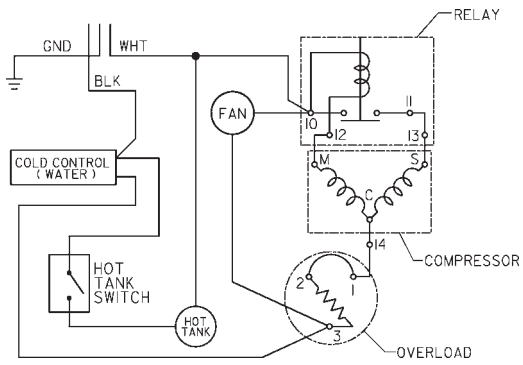 RELAY
GND
WHT
BLK
FAN
10
11
12
13
COLD CONTROL
(WATER)
M
S
C
14
COMPRESSOR
HOT
TANK
SWITCH
HOT
TANK
2
1
3
OVERLOAD